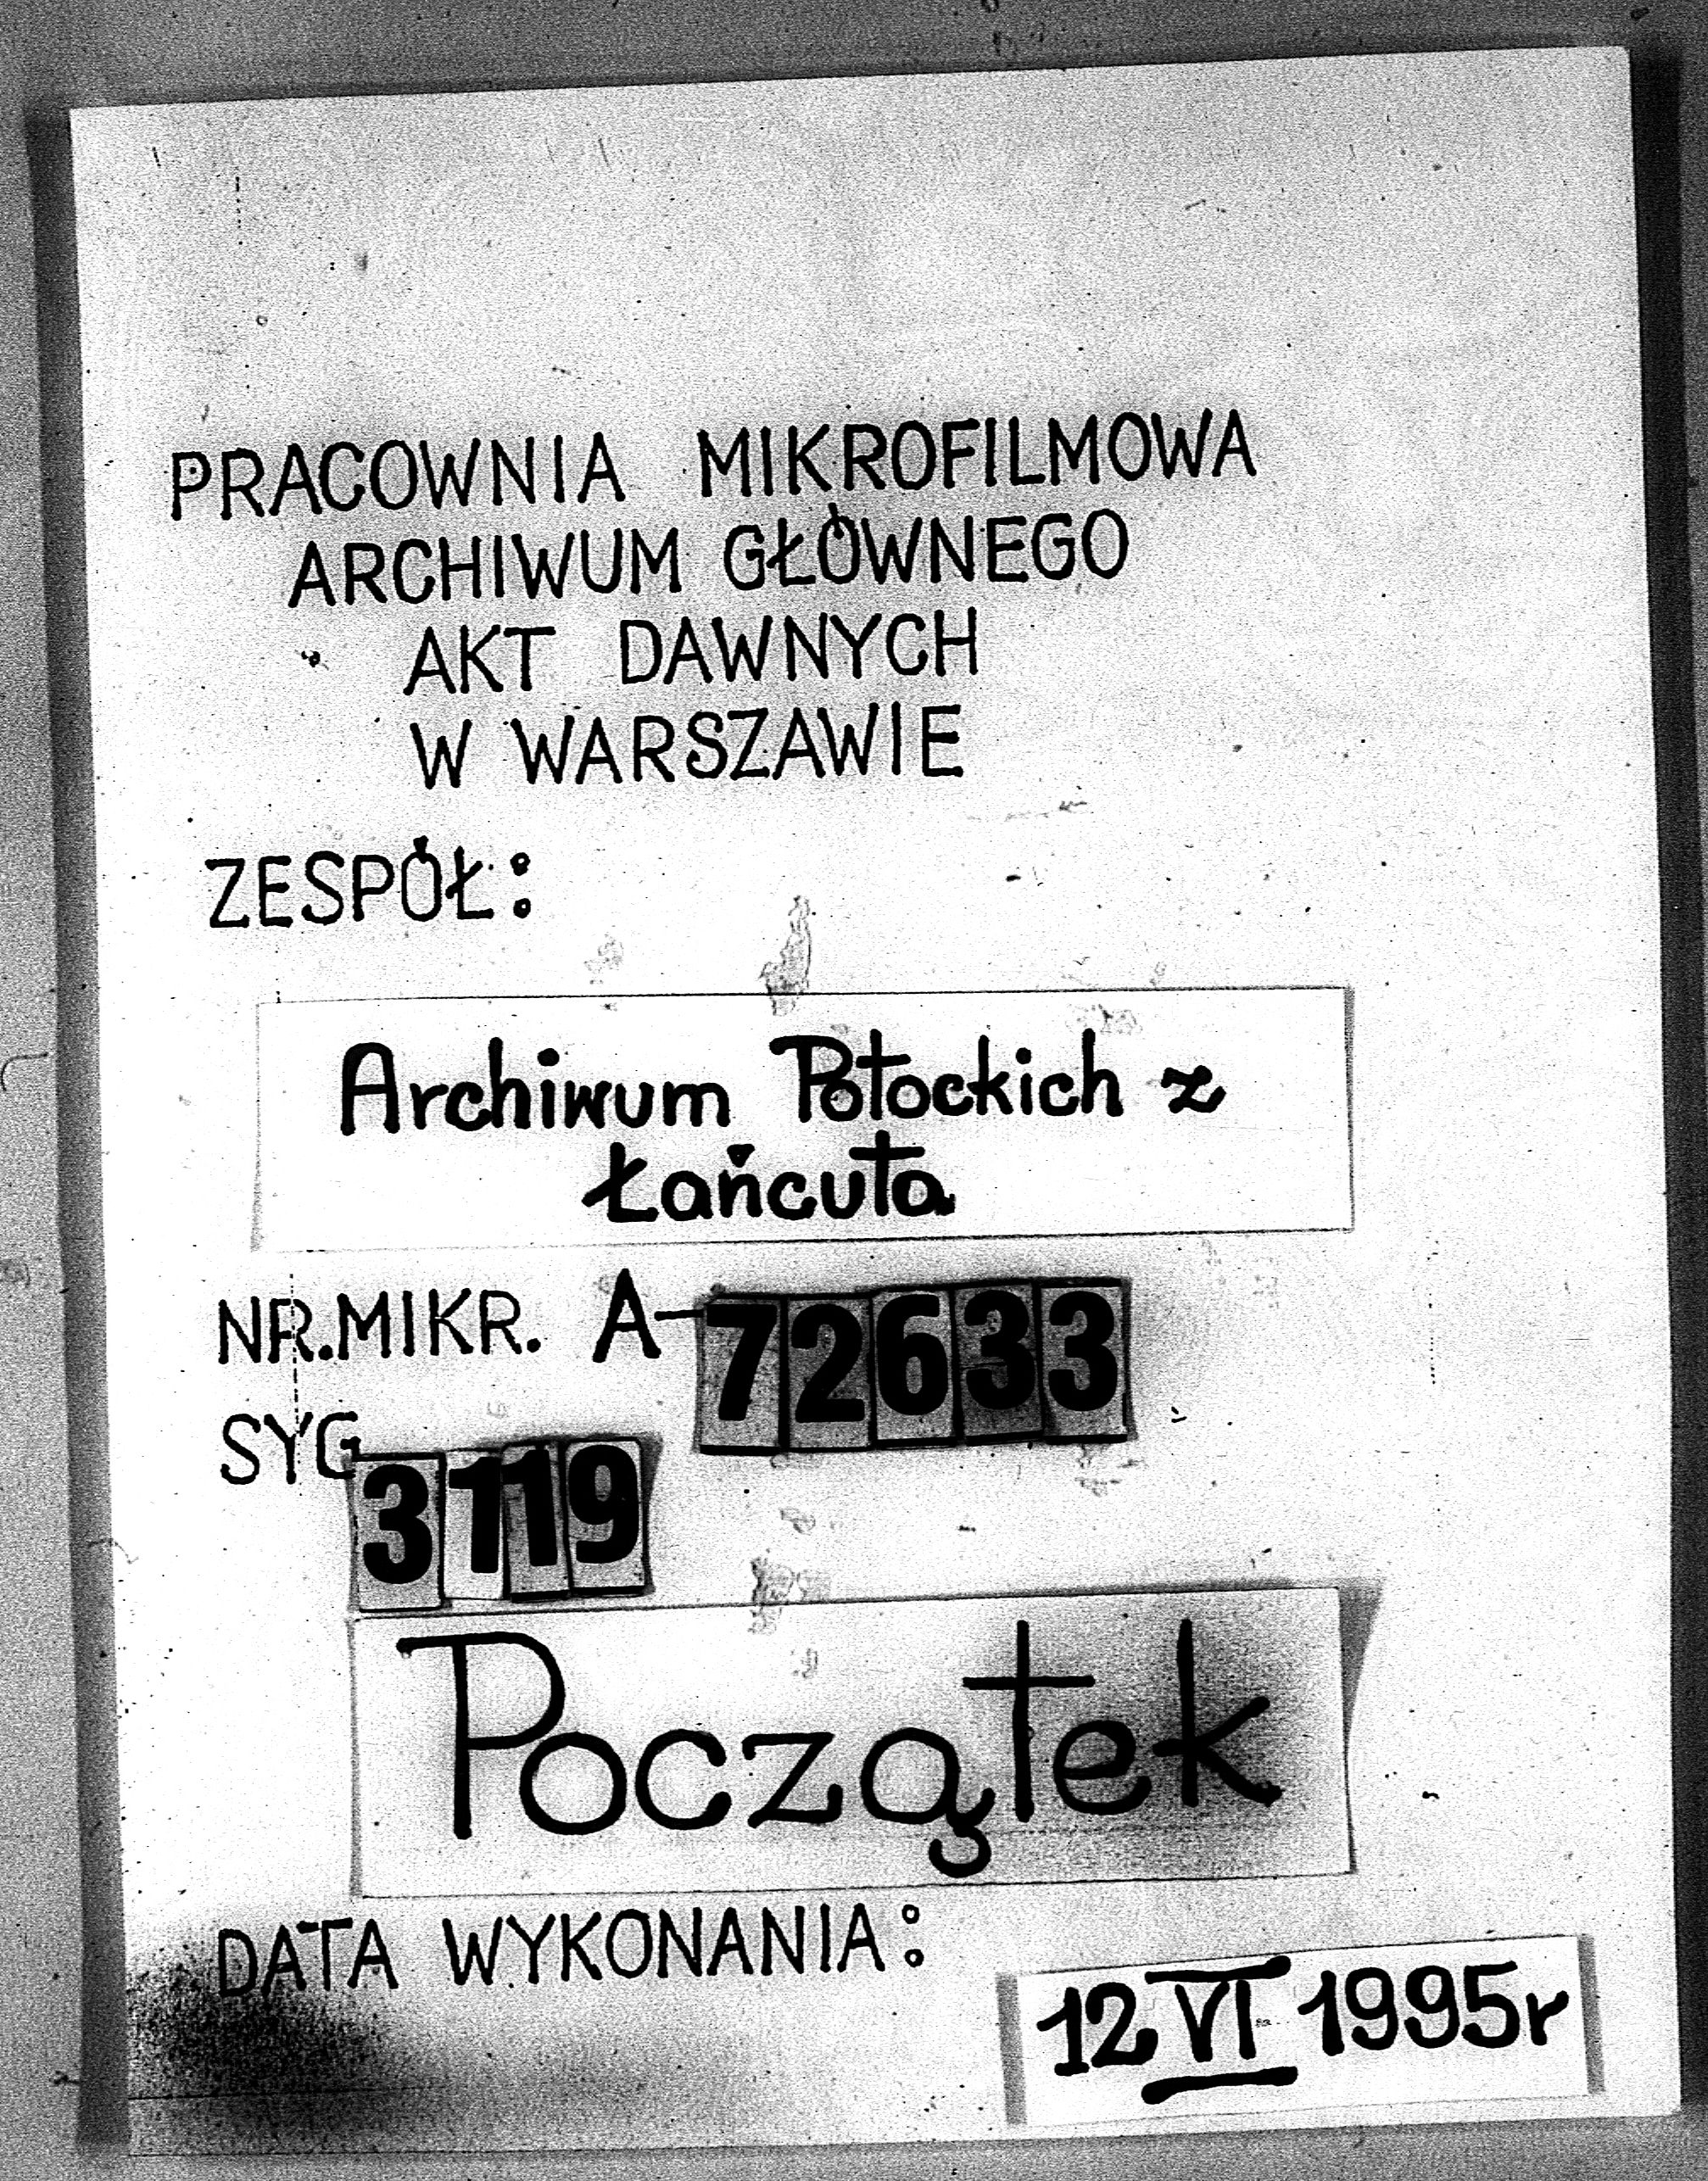 PRACOWNIA MIKROFILMOWA
ARCHIWUM GŁÓWNEGO
AKT DAWNYCH
W WARSZAWIE
ZESPÓŁ:
Archiwum Potockich z
Łańcuta
NR.MIKR. A-72633
SYG 3119
Początek
DATA WYKONANIA:
12 VI 1995r